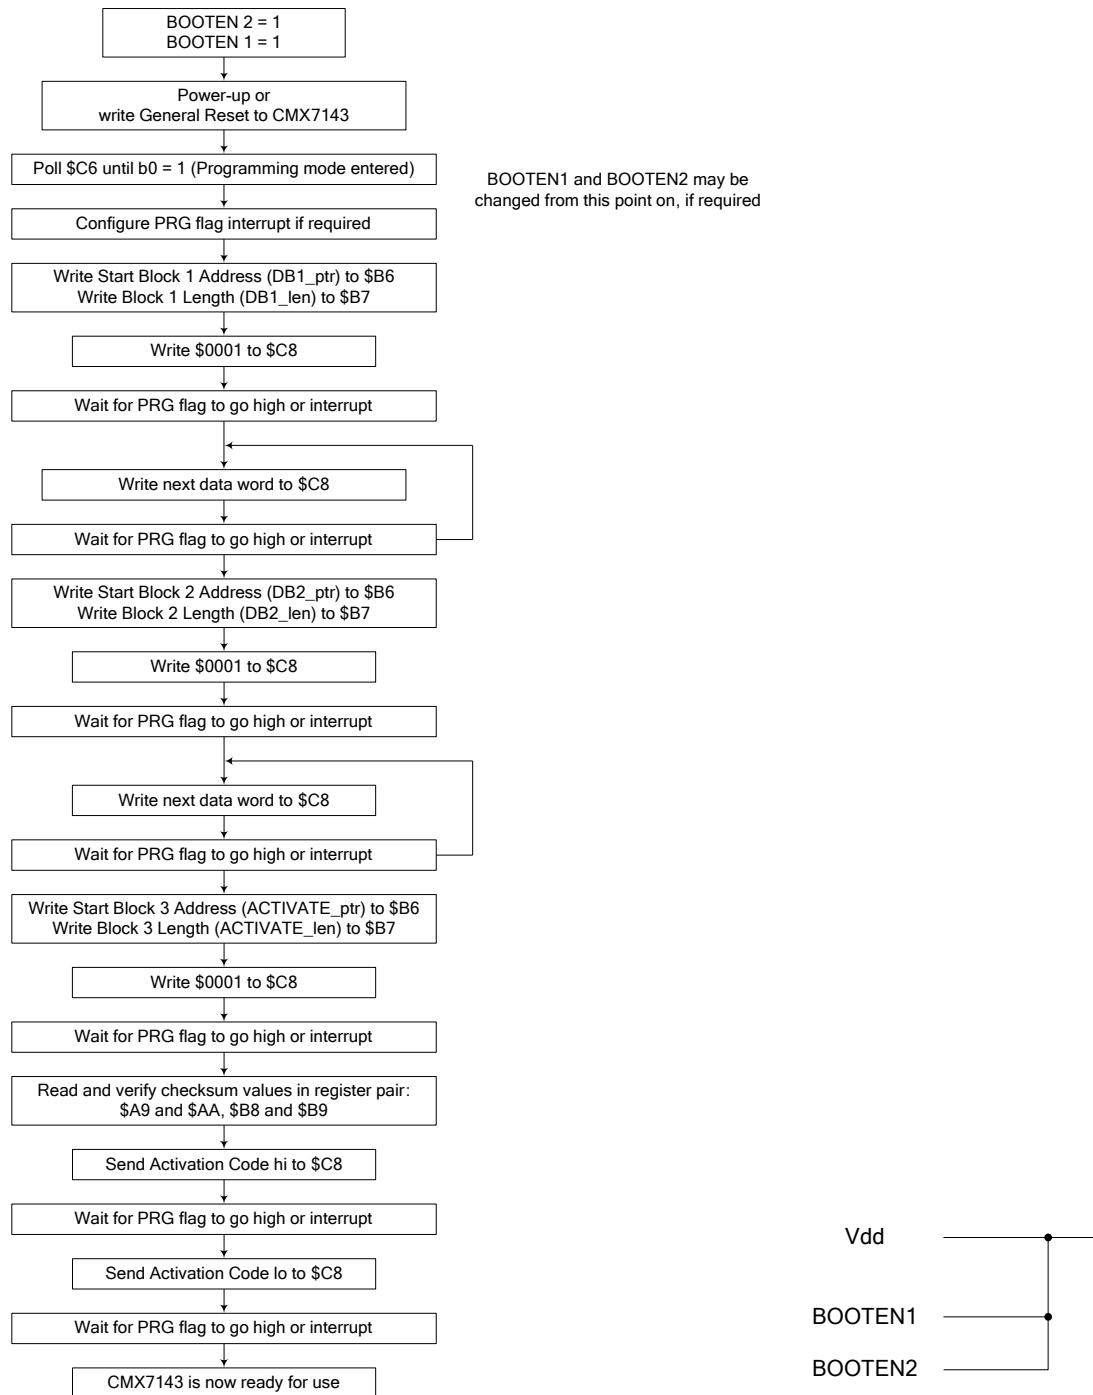 BOOTEN 2 = 1
BOOTEN 1 = 1
Power-up or
write General Reset to CMX7143
Poll $C6 until b0 = 1 (Programming mode entered)
BOOTEN1 and BOOTEN2 may be
changed from this point on, if required
Configure PRG flag interrupt if required
Write Start Block 1 Address (DB1_ptr) to $B6
Write Block 1 Length (DB1_len) to $B7
Write $0001 to $C8
Wait for PRG flag to go high or interrupt
Write next data word to $C8
Wait for PRG flag to go high or interrupt
Write Start Block 2 Address (DB2_ptr) to $B6
Write Block 2 Length (DB2_len) to $B7
Write $0001 to $C8
Wait for PRG flag to go high or interrupt
Write next data word to $C8
Wait for PRG flag to go high or interrupt
Write Start Block 3 Address (ACTIVATE_ptr) to $B6
Write Block 3 Length (ACTIVATE_len) to $B7
Write $0001 to $C8
Wait for PRG flag to go high or interrupt
Read and verify checksum values in register pair:
$A9 and $AA, $B8 and $B9
Send Activation Code hi to $C8
Wait for PRG flag to go high or interrupt
Send Activation Code lo to $C8
Wait for PRG flag to go high or interrupt
CMX7143 is now ready for use
Vdd
BOOTEN1
BOOTEN2